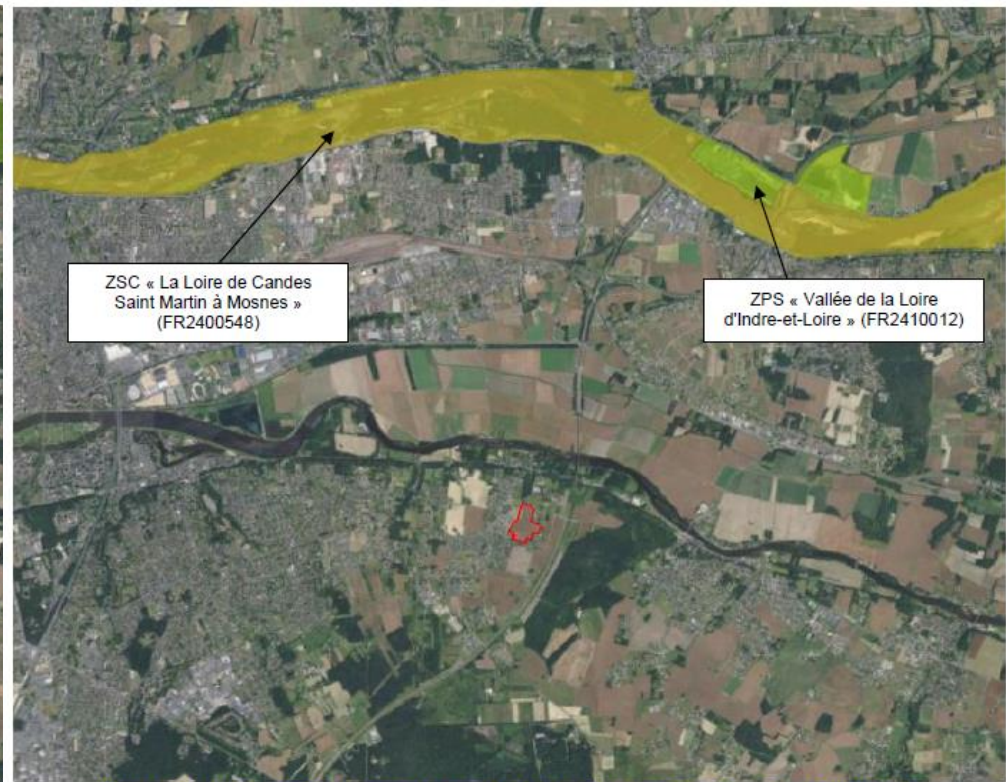 ZSC « La Loire de Candes
Saint Martin à Mosnes »
(FR2400548)
ZPS « Vallée de la Loire
d'Indre-et-Loire » (FR2410012)